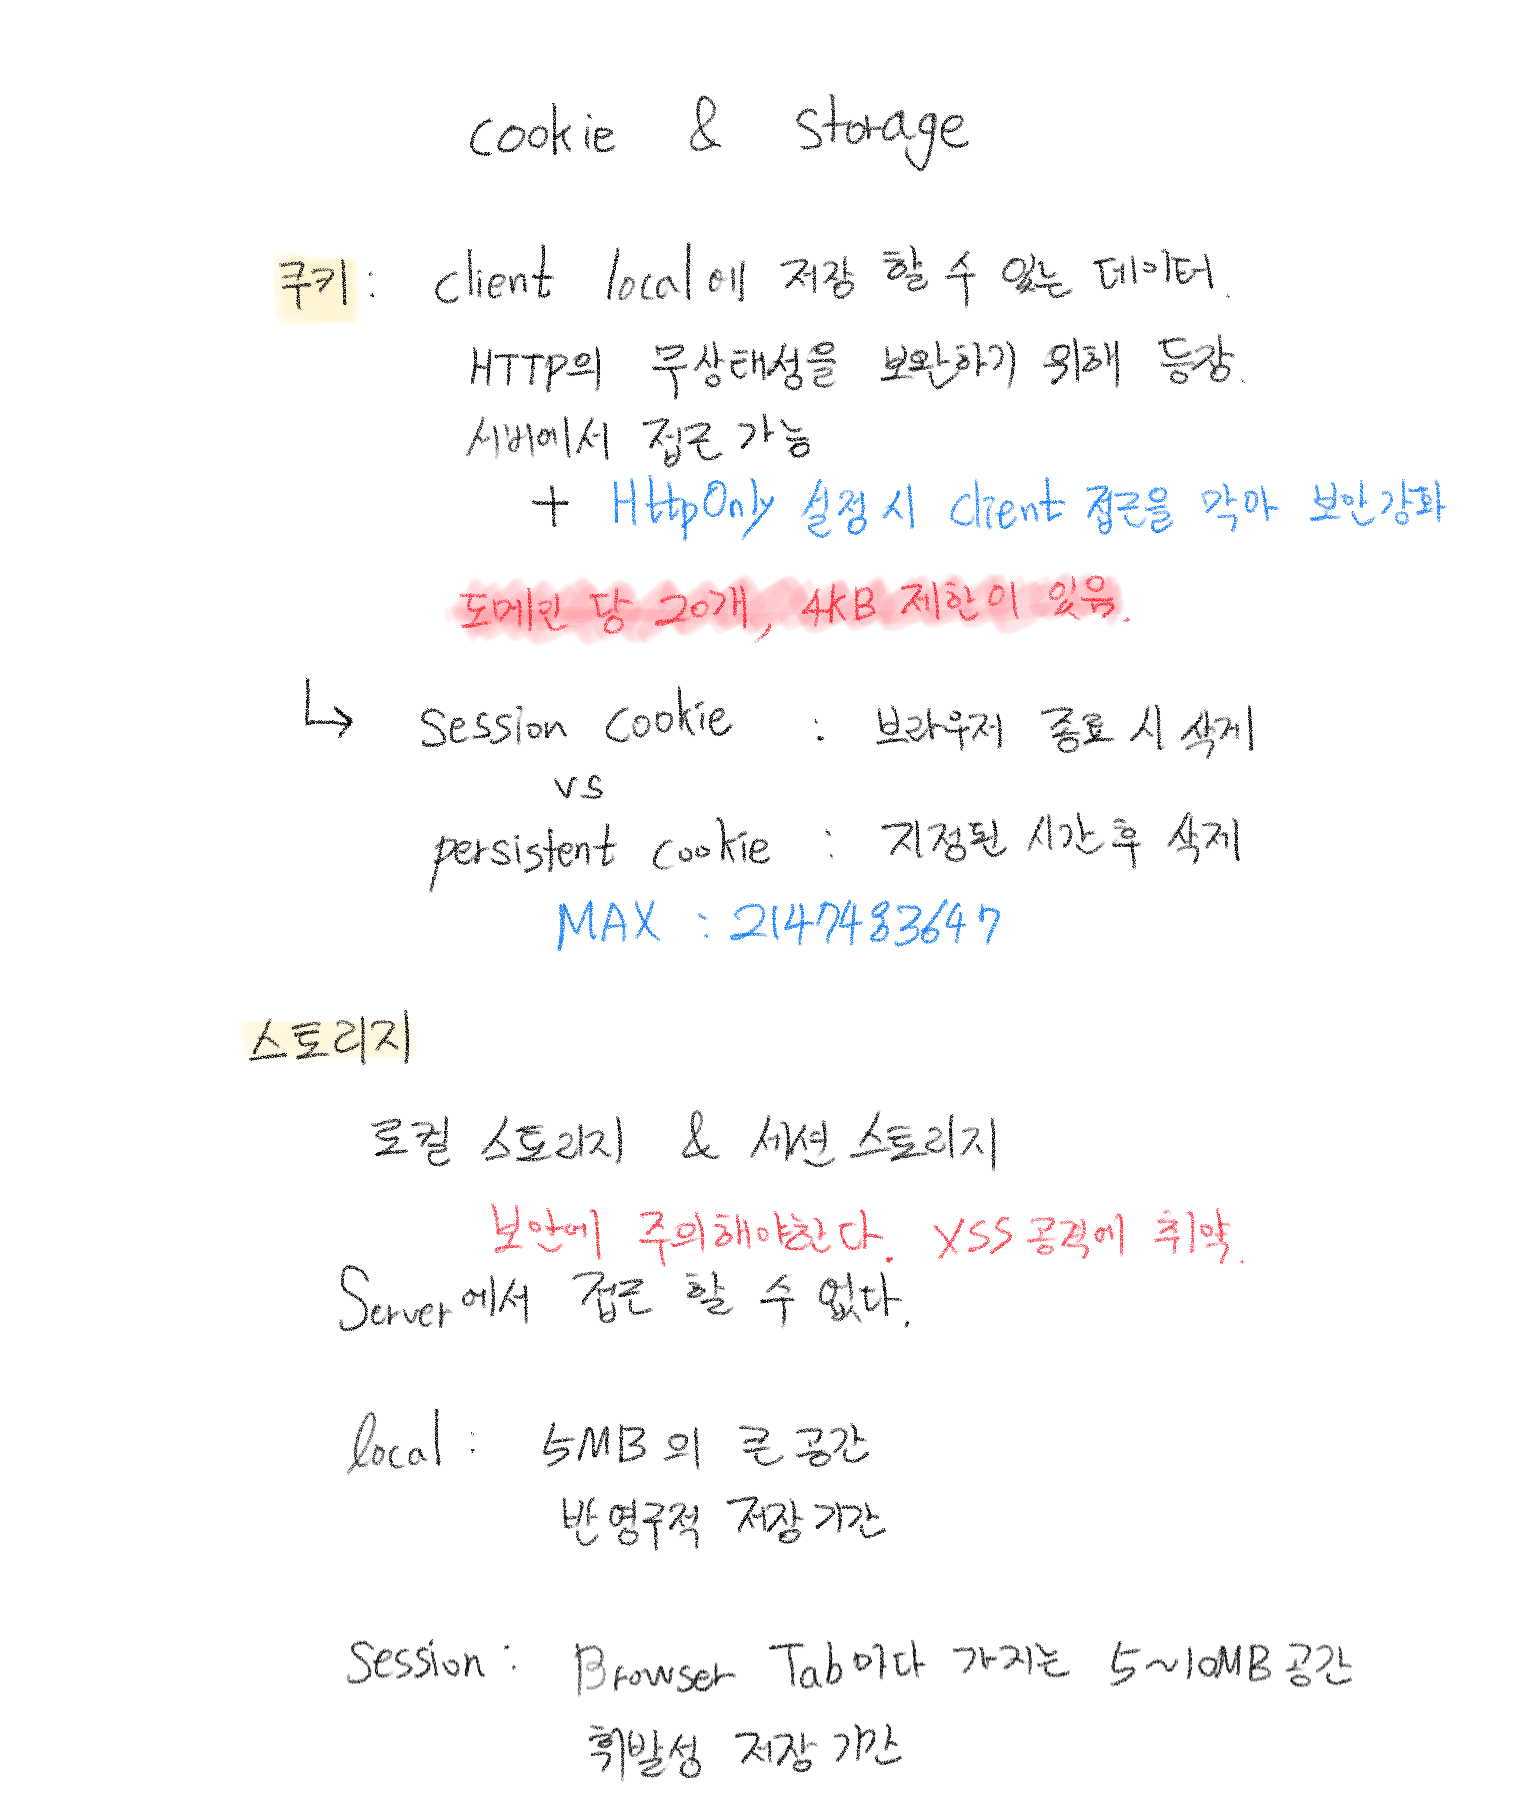 cookie & storage
쿠키 : client local에 저장 할 수 있는 데이터.
HTTP의 무상태성을 보완하기 위해 등장.
서버에서 접근 가능
+ HttpOnly 설정 시 client 접근을 막아 보안강화
도메인 당 20개, 4KB 제한이 있음.
↳ session cookie : 브라우저 종료 시 삭제
vs
persistent cookie : 지정된 시간 후 삭제
MAX : 2147483647
스토리지
로컬 스토리지 & 세션 스토리지
보안에 주의해야한다. XSS 공격에 취약.
Server에서 접근 할 수 없다.
local : 5MB의 큰 공간
반영구적 저장 기간
Session : Browser Tab마다 가지는 5~10MB 공간
휘발성 저장 기간